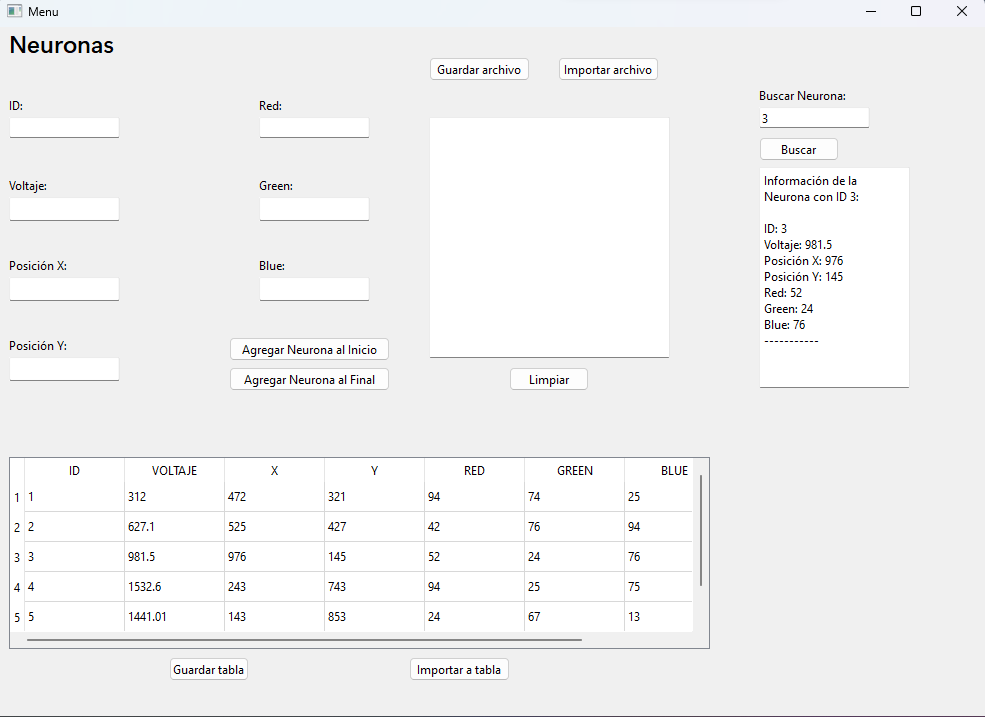 Menu
Neuronas
Guardar archivo
Importar archivo
ID:
Red:
Voltaje:
Green:
Posición X:
Blue:
Posición Y:
Agregar Neurona al Inicio
Agregar Neurona al Final
Limpiar
Buscar Neurona:
3
Buscar
Información de la
Neurona con ID 3:
ID: 3
Voltaje: 981.5
Posición X: 976
Posición Y: 145
Red: 52
Green: 24
Blue: 76
-----------
ID VOLTAJE X Y RED GREEN BLUE
1 1 312 472 321 94 74 25
2 2 627.1 525 427 42 76 94
3 3 981.5 976 145 52 24 76
4 4 1532.6 243 743 94 25 75
5 5 1441.01 143 853 24 67 13
Guardar tabla
Importar a tabla